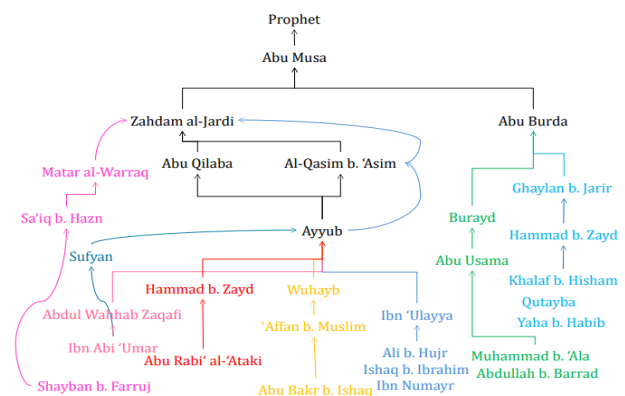 Prophet
Abu Musa
Zahdam al-Jardi
Abu Burda
Abu Qilaba
Al-Qasim b. 'Asim
Matar al-Warraq
Ghaylan b. Jarir
Sa'iq b. Hazn
Burayd
Ayyub
Hammad b. Zayd
Sufyan
Abu Usama
Khalaf b. Hisham
Hammad b. Zayd
Wuhayb
Qutayba
Abdul Wahhab Zaqafi
Ibn 'Ulayya
Yaha b. Habib
'Affan b. Muslim
Ibn Abi 'Umar
Abu Rabi' al-'Ataki
Ali b. Hujr
Muhammad b. 'Ala
Ishaq b. Ibrahim
Abdullah b. Barrad
Shayban b. Farruj
Abu Bakr b. Ishaq
Ibn Numayr